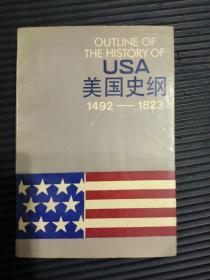 OUTLINE OF
THE HISTORY OF
USA
美国史纲
1492——1823